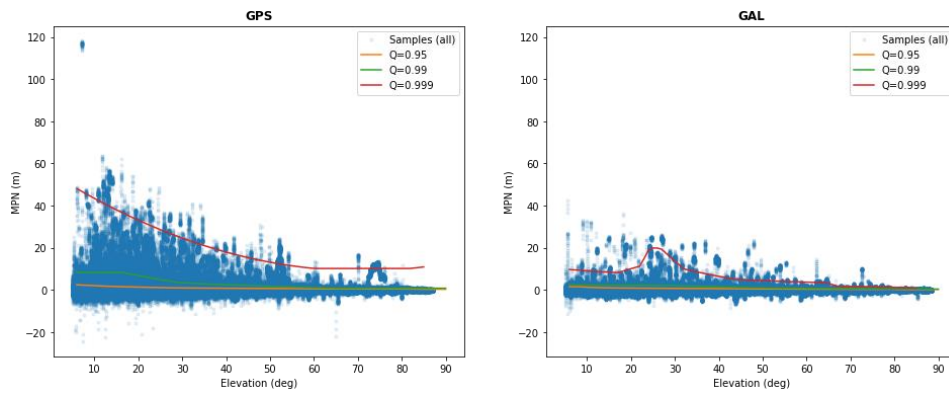 GPS
120
100
80
60
40
20
0
−20
MPN (m)
10 20 30 40 50 60 70 80 90
Elevation (deg)
Samples (all)
Q=0.95
Q=0.99
Q=0.999
GAL
120
100
80
60
40
20
0
−20
MPN (m)
10 20 30 40 50 60 70 80 90
Elevation (deg)
Samples (all)
Q=0.95
Q=0.99
Q=0.999